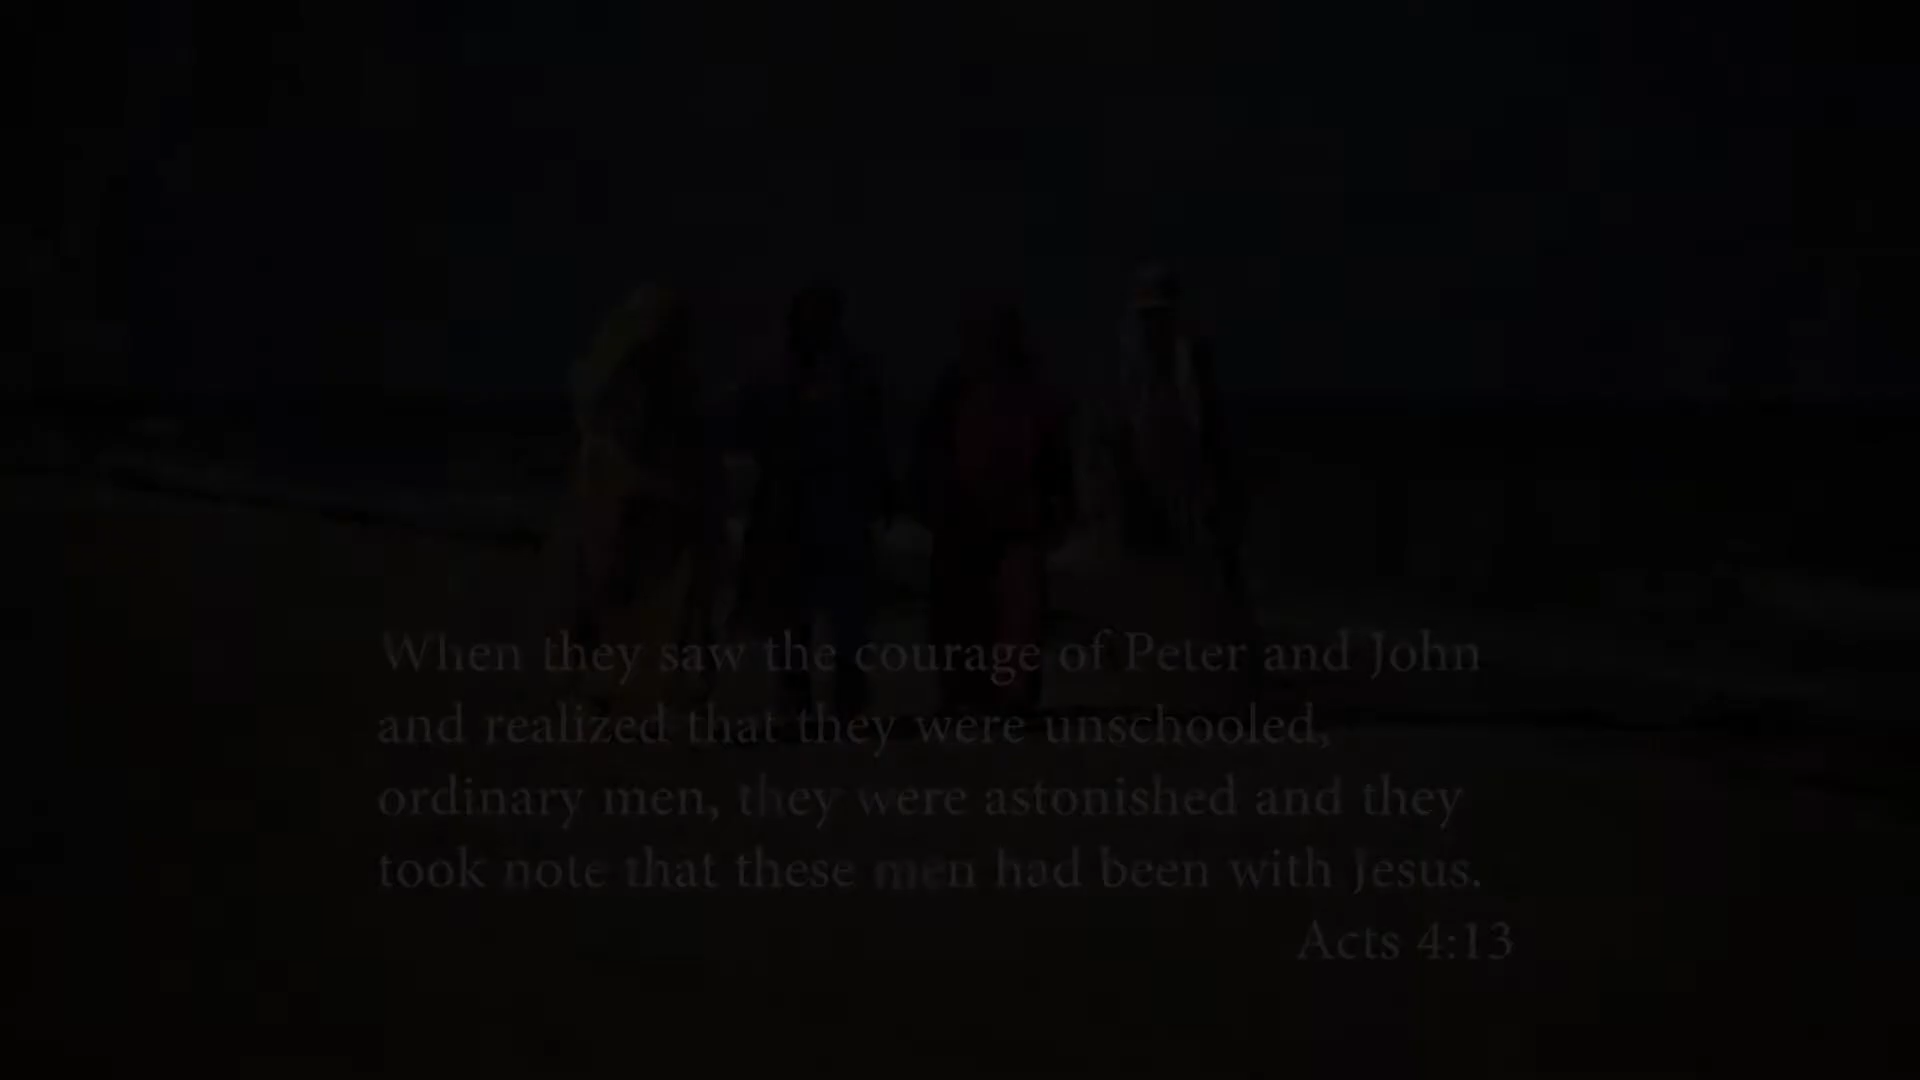 When they saw the courage of Peter and John
and realized that they were unschooled,
ordinary men, they were astonished and they
took note that these men had been with Jesus.
Acts 4:13